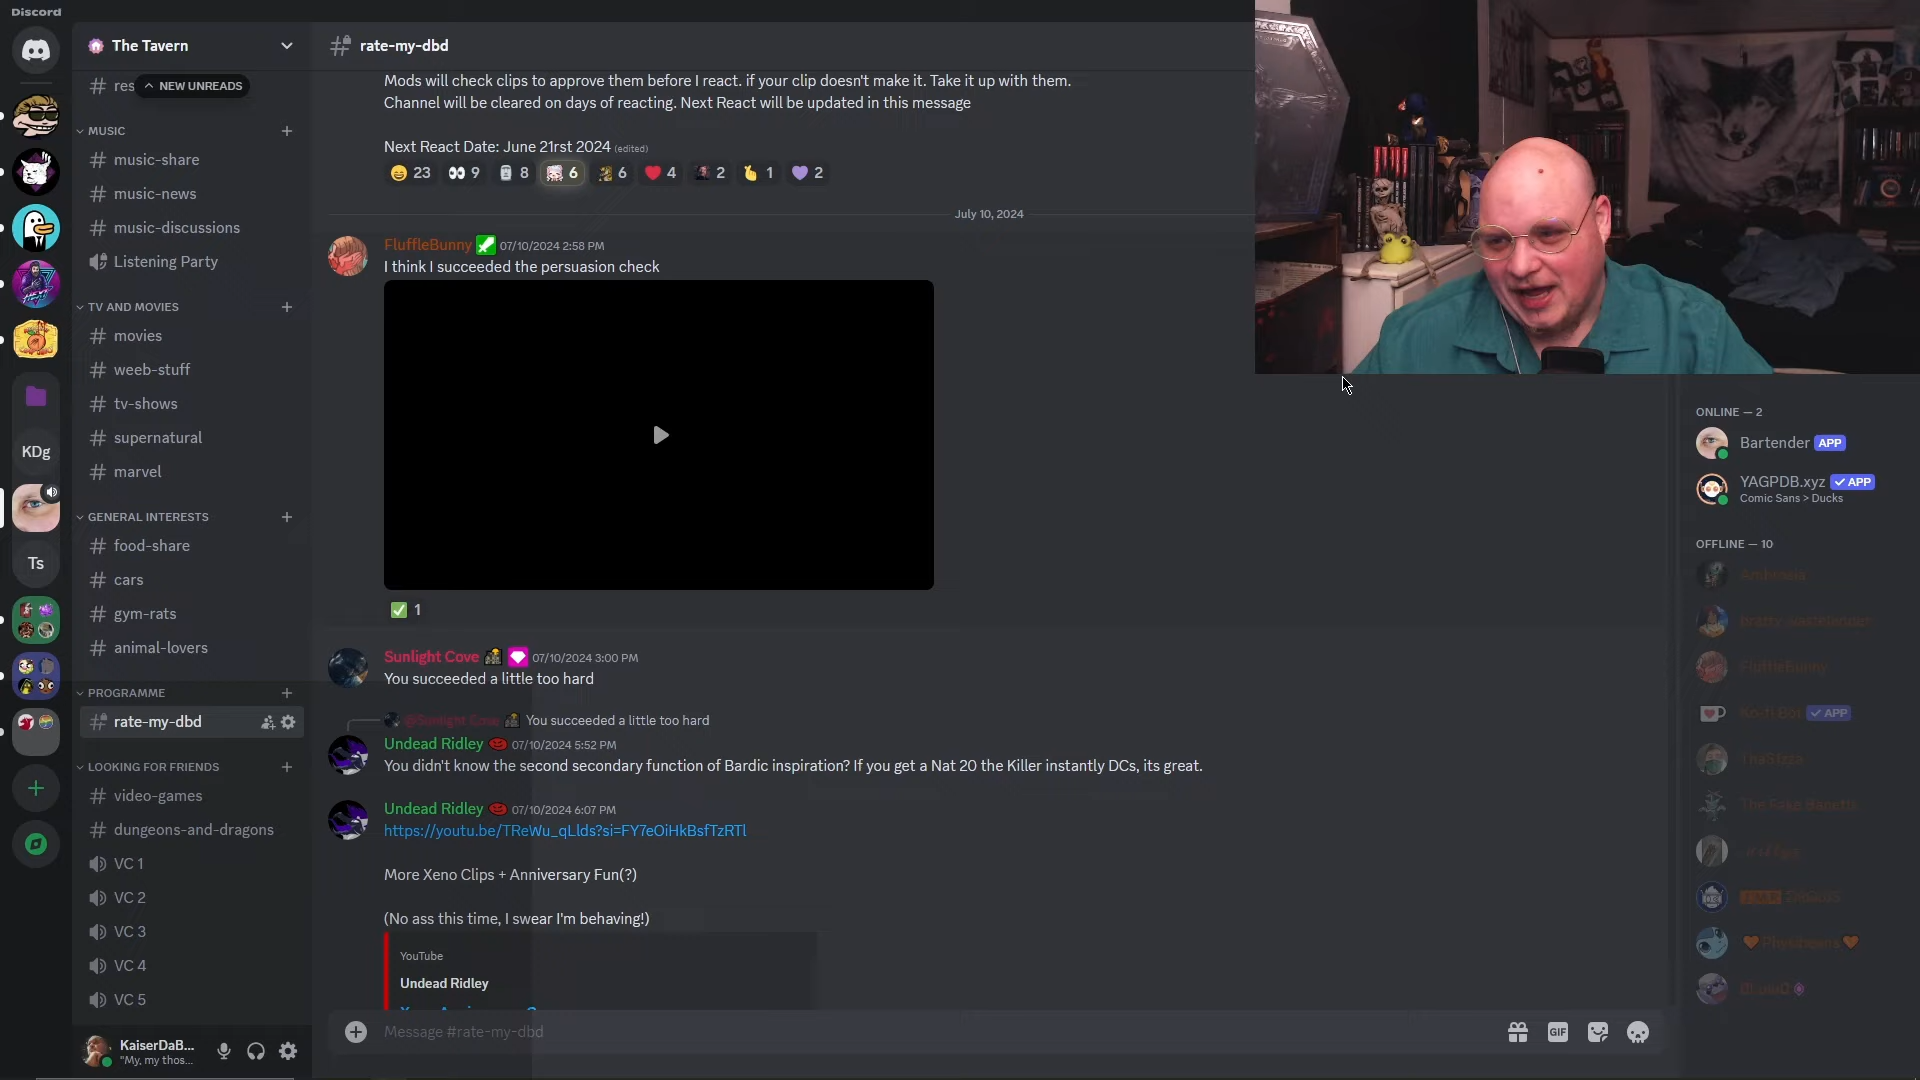 Discord
The Tavern
res
NEW UNREADS
MUSIC
music-share
music-news
music-discussions
Listening Party
TV AND MOVIES
movies
weeb-stuff
tv-shows
supernatural
marvel
GENERAL INTERESTS
food-share
cars
gym-rats
animal-lovers
PROGRAMME
rate-my-dbd
LOOKING FOR FRIENDS
video-games
dungeons-and-dragons
VC 1
VC 2
VC 3
VC 4
VC 5
KDg
Ts
KaiserDaB...
"My, my thos...
rate-my-dbd
Mods will check clips to approve them before I react. if your clip doesn't make it. Take it up with them.
Channel will be cleared on days of reacting. Next React will be updated in this message
Next React Date: June 21rst 2024 (edited)
23 9 8 6 6 4 2 1 2
July 10, 2024
FluffleBunny 07/10/2024 2:58 PM
I think I succeeded the persuasion check
1
Sunlight Cove 07/10/2024 3:00 PM
You succeeded a little too hard
@Sunlight Cove You succeeded a little too hard
Undead Ridley 07/10/2024 5:52 PM
You didn't know the second secondary function of Bardic inspiration? If you get a Nat 20 the Killer instantly DCs, its great.
Undead Ridley 07/10/2024 6:07 PM
https://youtu.be/TReWu_qLlds?si=FY7eOiHkBsfTzRTl
More Xeno Clips + Anniversary Fun(?)
(No ass this time, I swear I'm behaving!)
YouTube
Undead Ridley
Message #rate-my-dbd
GIF
ONLINE — 2
Bartender APP
YAGPDB.xyz APP
Comic Sans > Ducks
OFFLINE — 10
Ambrosia
FluffleBunny
Ko-fi Bot APP